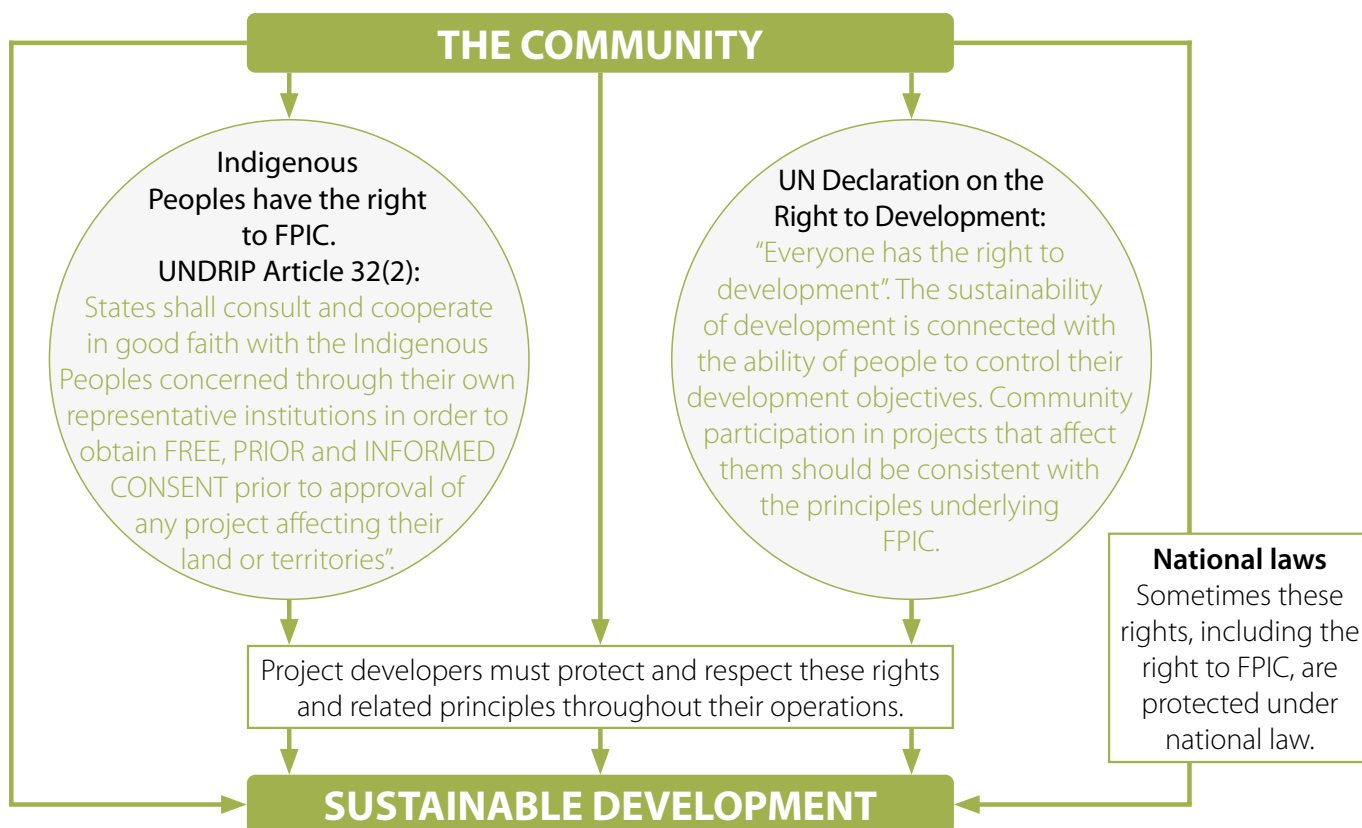 THE COMMUNITY
Indigenous
Peoples have the right
to FPIC.
UNDRIP Article 32(2):
States shall consult and cooperate
in good faith with the Indigenous
Peoples concerned through their own
representative institutions in order to
obtain FREE, PRIOR and INFORMED
CONSENT prior to approval of
any project affecting their
land or territories”.
UN Declaration on the
Right to Development:
“Everyone has the right to
development”. The sustainability
of development is connected with
the ability of people to control their
development objectives. Community
participation in projects that affect
them should be consistent with
the principles underlying
FPIC.
National laws
Sometimes these
rights, including the
right to FPIC, are
protected under
national law.
Project developers must protect and respect these rights
and related principles throughout their operations.
SUSTAINABLE DEVELOPMENT